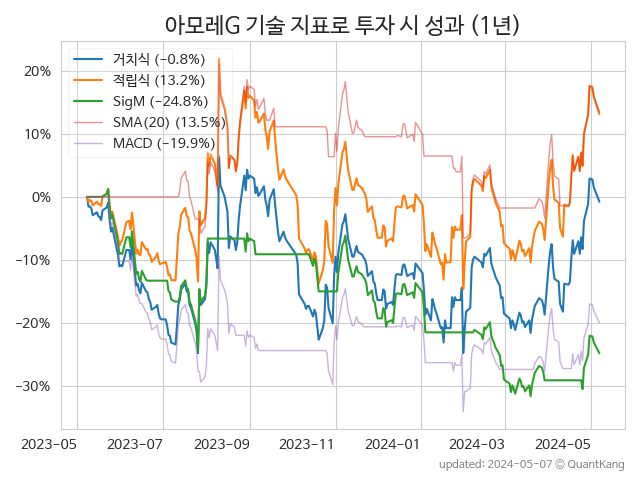 아모레G 기술 지표로 투자 시 성과 (1년)
거치식 (−0.8%)
적립식 (13.2%)
SigM (−24.8%)
SMA(20) (13.5%)
MACD (−19.9%)
20%
10%
0%
−10%
−20%
−30%
2023-05 2023-07 2023-09 2023-11 2024-01 2024-03 2024-05
updated: 2024-05-07 © QuantKang